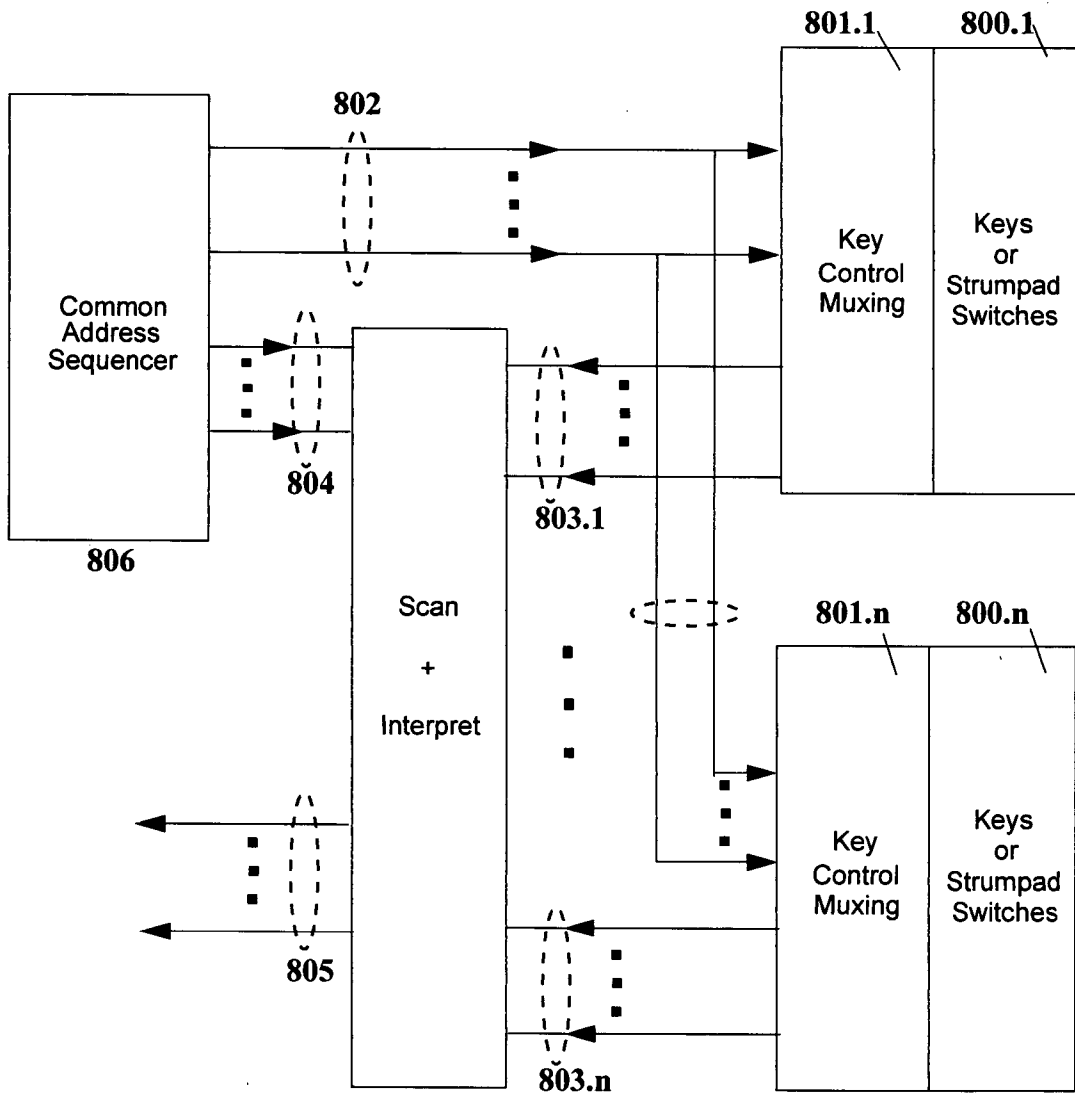 801.1
800.1
802
Common
Address
Sequencer
Key
Control
Muxing
Keys
or
Strumpad
Switches
804
803.1
806
Scan
+
Interpret
801.n
800.n
Key
Control
Muxing
Keys
or
Strumpad
Switches
805
803.n